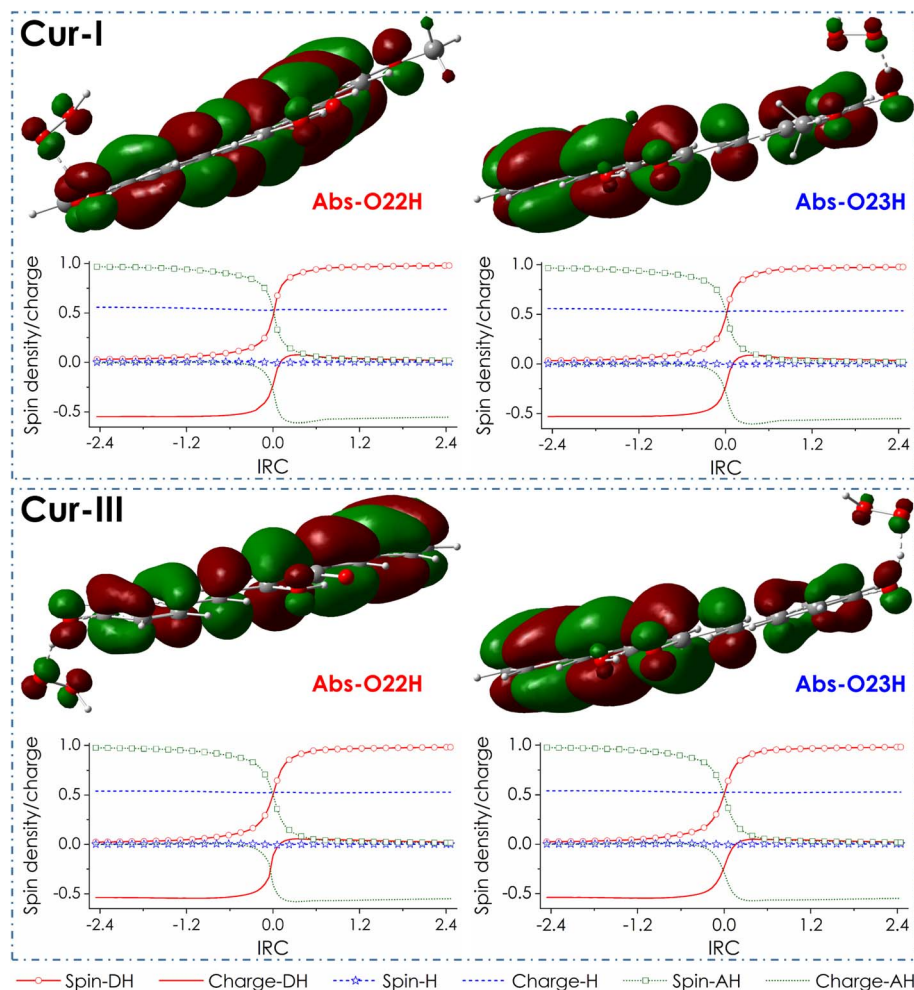 Cur-I
Abs-O22H
Abs-O23H
Spin density/charge
1.0
0.5
0.0
-0.5
-2.4 -1.2 0.0 1.2 2.4
IRC
Spin density/charge
1.0
0.5
0.0
-0.5
-2.4 -1.2 0.0 1.2 2.4
IRC
Cur-III
Abs-O22H
Abs-O23H
Spin density/charge
1.0
0.5
0.0
-0.5
-2.4 -1.2 0.0 1.2 2.4
IRC
Spin density/charge
1.0
0.5
0.0
-0.5
-2.4 -1.2 0.0 1.2 2.4
IRC
Spin-DH Charge-DH Spin-H Charge-H Spin-AH Charge-AH